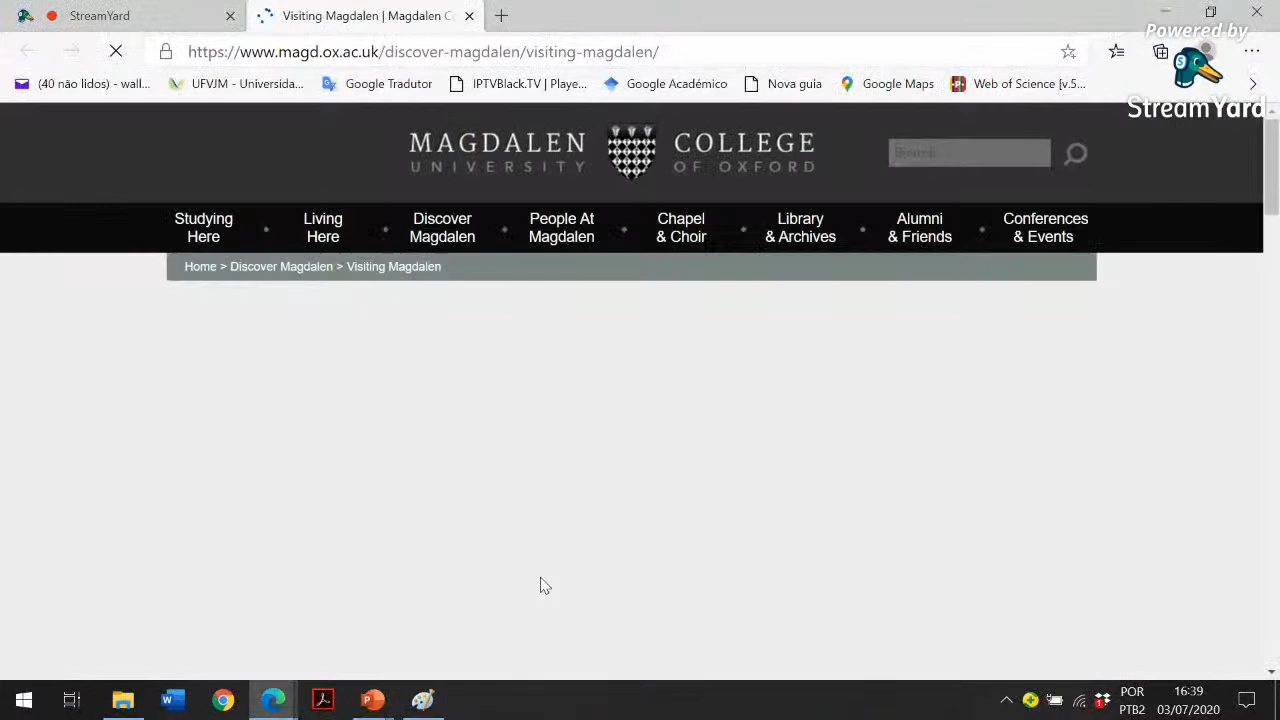 StreamYard
Visiting Magdalen | Magdalen Co
Powered by
https://www.magd.ox.ac.uk/discover-magdalen/visiting-magdalen/
(40 não lidos) - wall...
UFVJM - Universida...
Google Tradutor
IPTVBlack.TV | Playe...
Google Acadêmico
Nova guia
Google Maps
Web of Science [v.5...
StreamYard
MAGDALEN COLLEGE
UNIVERSITY OF OXFORD
Search
Studying Here
Living Here
Discover Magdalen
People At Magdalen
Chapel & Choir
Library & Archives
Alumni & Friends
Conferences & Events
Home > Discover Magdalen > Visiting Magdalen
POR
PTB2
16:39
03/07/2020